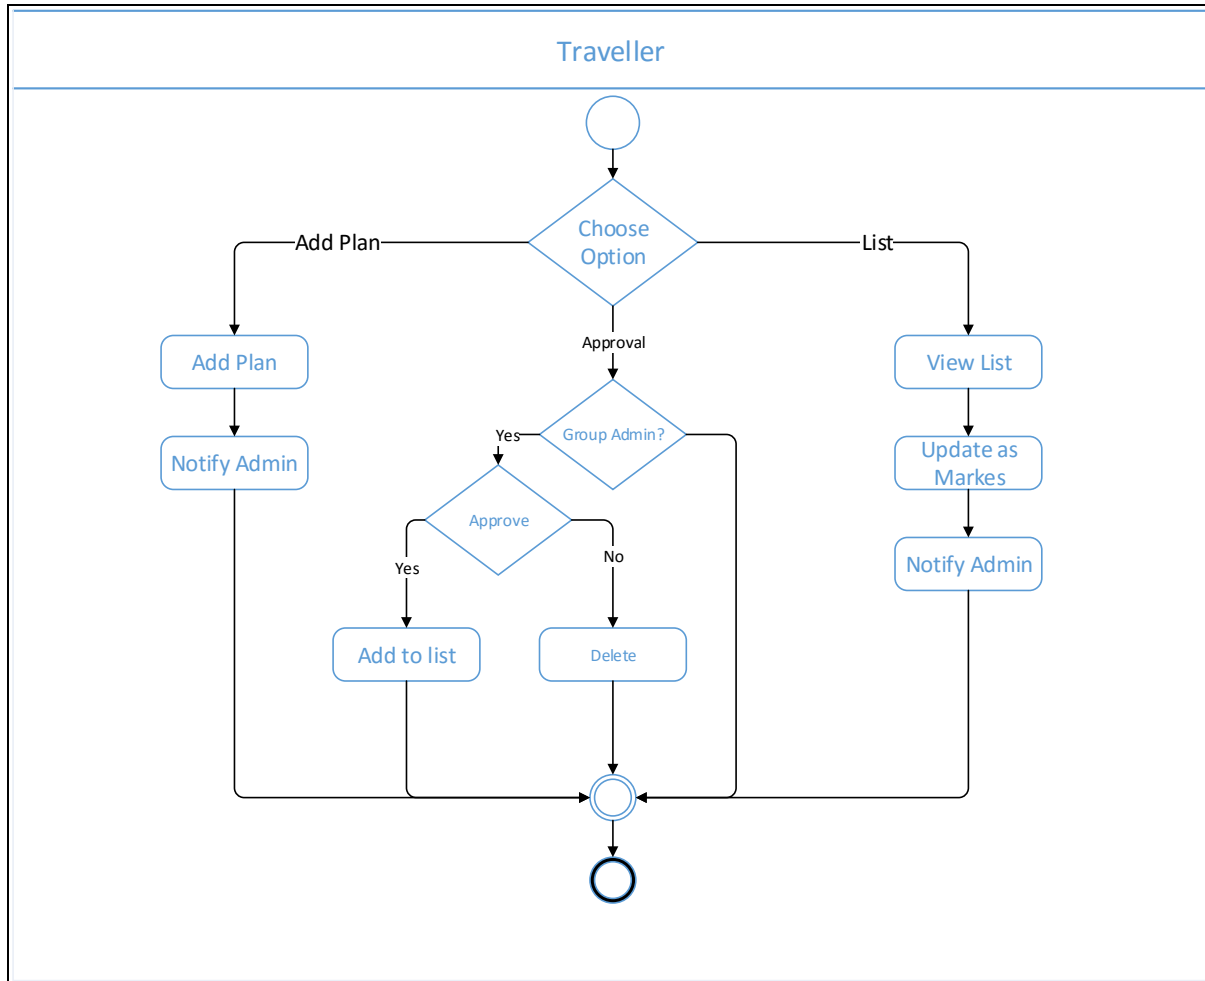 Traveller
Choose
Option
Add Plan
List
Approval
Add Plan
View List
Group Admin?
Yes
Notify Admin
Update as
Markes
Approve
Yes
No
Notify Admin
Add to list
Delete